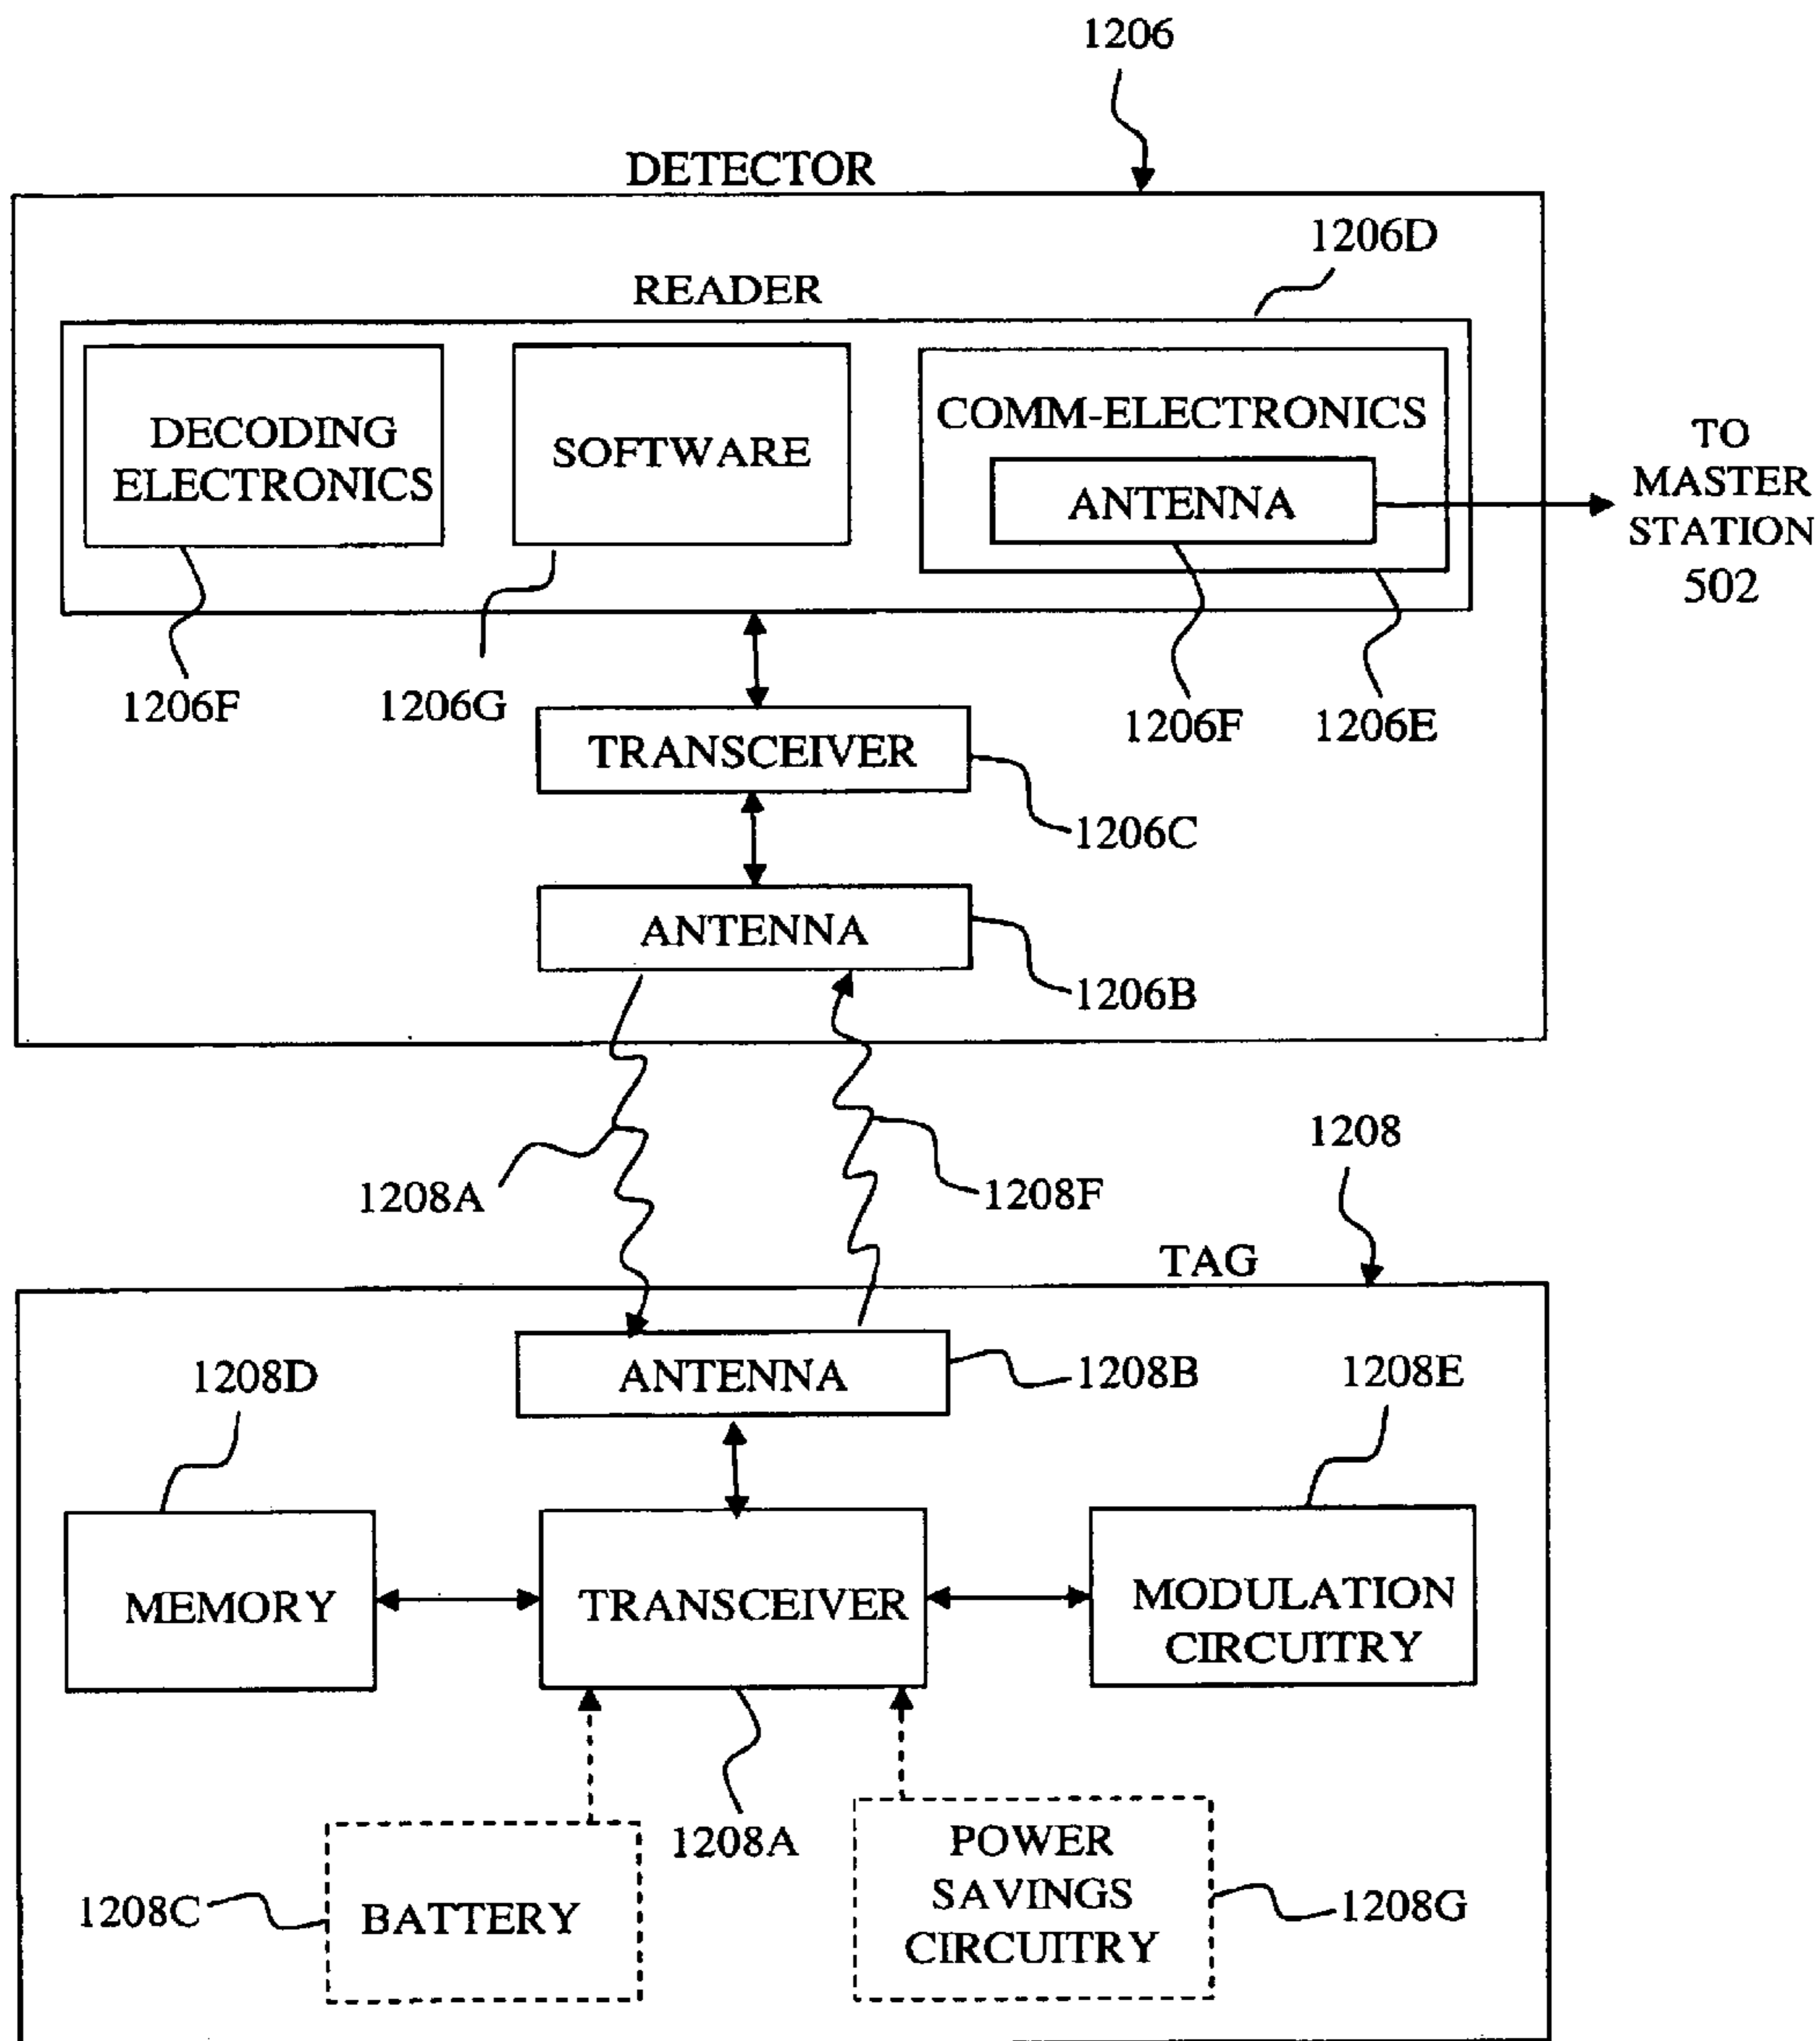 1206
DETECTOR
1206D
READER
DECODING
ELECTRONICS
SOFTWARE
COMM-ELECTRONICS
ANTENNA
TO
MASTER
STATION
502
1206F
1206G
1206F
1206E
TRANSCEIVER
1206C
ANTENNA
1206B
1208A
1208F
1208
TAG
ANTENNA
1208B
1208D
1208E
MEMORY
TRANSCEIVER
MODULATION
CIRCUITRY
1208A
1208C
BATTERY
POWER
SAVINGS
CIRCUITRY
1208G